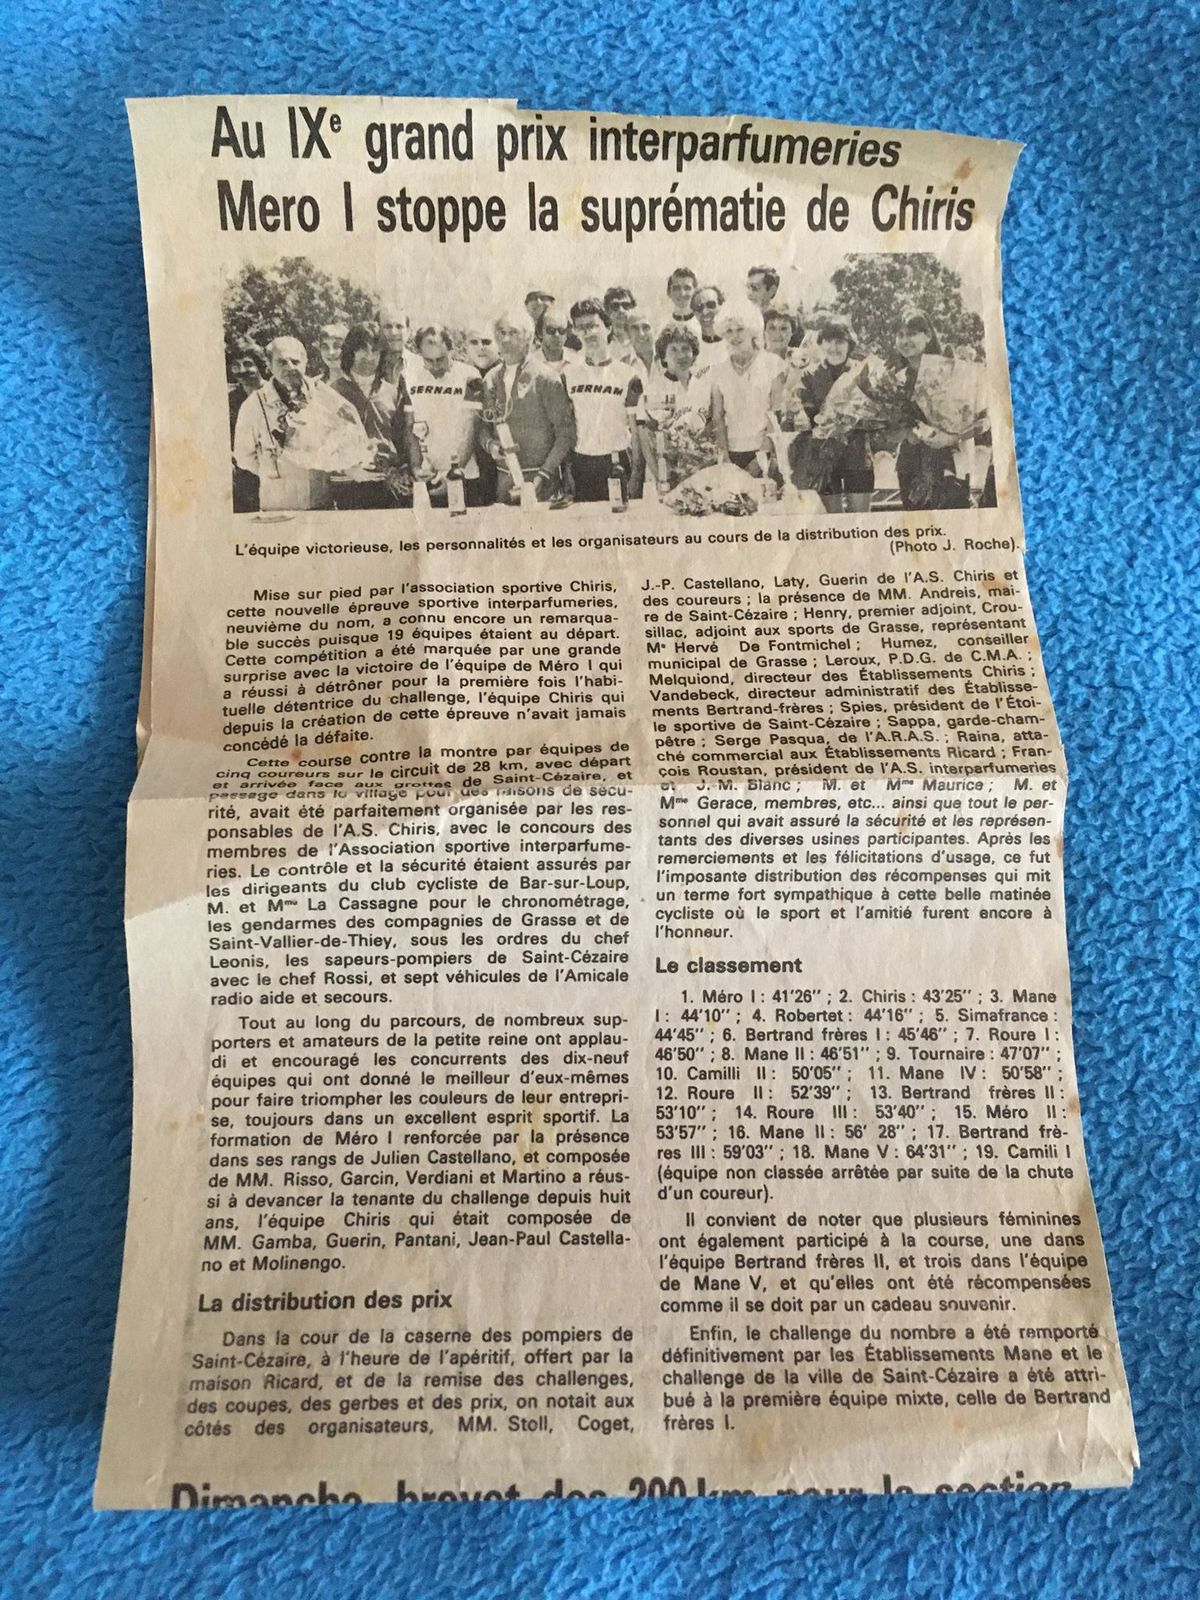 Au IXe grand prix interparfumeries
Mero I stoppe la suprématie de Chiris
SERNAM
SERNAM
L'équipe victorieuse, les personnalités et les organisateurs au cours de la distribution des prix.
(Photo J. Roche).
Mise sur pied par l'association sportive Chiris,
cette nouvelle épreuve sportive interparfumeries,
neuvième du nom, a connu encore un remarqua-
ble succès puisque 19 équipes étaient au départ.
Cette compétition a été marquée par une grande
surprise avec la victoire de l'équipe de Méro I qui
a réussi à détrôner pour la première fois l'habi-
tuelle détentrice du challenge, l'équipe Chiris qui
depuis la création de cette épreuve n'avait jamais
concédé la défaite.
Cette course contre la montre par équipes de
cinq coureurs sur le circuit de 28 km, avec départ
et arrivée face aux grottes de Saint-Cézaire, et
passage dans le village pour des raisons de sécu-
rité, avait été parfaitement organisée par les res-
ponsables de l'A.S. Chiris, avec le concours des
membres de l'Association sportive interparfume-
ries. Le contrôle et la sécurité étaient assurés par
les dirigeants du club cycliste de Bar-sur-Loup,
M. et Mme La Cassagne pour le chronométrage,
les gendarmes des compagnies de Grasse et de
Saint-Vallier-de-Thiey, sous les ordres du chef
Leonis, les sapeurs-pompiers de Saint-Cézaire
avec le chef Rossi, et sept véhicules de l'Amicale
radio aide et secours.
Tout au long du parcours, de nombreux sup-
porters et amateurs de la petite reine ont applau-
di et encouragé les concurrents des dix-neuf
équipes qui ont donné le meilleur d'eux-mêmes
pour faire triompher les couleurs de leur entrepri-
se, toujours dans un excellent esprit sportif. La
formation de Méro I renforcée par la présence
dans ses rangs de Julien Castellano, et composée
de MM. Risso, Garcin, Verdiani et Martino a réus-
si à devancer la tenante du challenge depuis huit
ans, l'équipe Chiris qui était composée de
MM. Gamba, Guerin, Pantani, Jean-Paul Castella-
no et Molinengo.
La distribution des prix
Dans la cour de la caserne des pompiers de
Saint-Cézaire, à l'heure de l'apéritif, offert par la
maison Ricard, et de la remise des challenges,
des coupes, des gerbes et des prix, on notait aux
côtés des organisateurs, MM. Stoll, Coget,
J.-P. Castellano, Laty, Guerin de l'A.S. Chiris et
des coureurs ; la présence de MM. Andreis, mai-
re de Saint-Cézaire ; Henry, premier adjoint, Crou-
sillac, adjoint aux sports de Grasse, représentant
Me Hervé De Fontmichel ; Humez, conseiller
municipal de Grasse ; Leroux, P.D.G. de C.M.A. ;
Melquiond, directeur des Établissements Chiris ;
Vandebeck, directeur administratif des Établisse-
ments Bertrand-frères ; Spies, président de l'Étoi-
le sportive de Saint-Cézaire ; Sappa, garde-cham-
pêtre ; Serge Pasqua, de l'A.R.A.S. ; Raina, atta-
ché commercial aux Établissements Ricard ; Fran-
çois Roustan, président de l'A.S. interparfumeries
et J.-M. Blanc ; M. et Mme Maurice ; M. et
Mme Gerace, membres, etc... ainsi que tout le per-
sonnel qui avait assuré la sécurité et les représen-
tants des diverses usines participantes. Après les
remerciements et les félicitations d'usage, ce fut
l'imposante distribution des récompenses qui mit
un terme fort sympathique à cette belle matinée
cycliste où le sport et l'amitié furent encore à
l'honneur.
Le classement
1. Méro I : 41'26'' ; 2. Chiris : 43'25'' ; 3. Mane
I : 44'10'' ; 4. Robertet : 44'16'' ; 5. Simafrance :
44'45'' ; 6. Bertrand frères I : 45'46'' ; 7. Roure I :
46'50'' ; 8. Mane II : 46'51'' ; 9. Tournaire : 47'07'' ;
10. Camilli II : 50'05'' ; 11. Mane IV : 50'58'' ;
12. Roure II : 52'39'' ; 13. Bertrand frères II :
53'10'' ; 14. Roure III : 53'40'' ; 15. Méro II :
53'57'' ; 16. Mane II : 56' 28'' ; 17. Bertrand frè-
res III : 59'03'' ; 18. Mane V : 64'31'' ; 19. Camili I
(équipe non classée arrêtée par suite de la chute
d'un coureur).
Il convient de noter que plusieurs féminines
ont également participé à la course, une dans
l'équipe Bertrand frères II, et trois dans l'équipe
de Mane V, et qu'elles ont été récompensées
comme il se doit par un cadeau souvenir.
Enfin, le challenge du nombre a été remporté
définitivement par les Établissements Mane et le
challenge de la ville de Saint-Cézaire a été attri-
bué à la première équipe mixte, celle de Bertrand
frères I.
Dimanche, brevet des 200 km pour la section